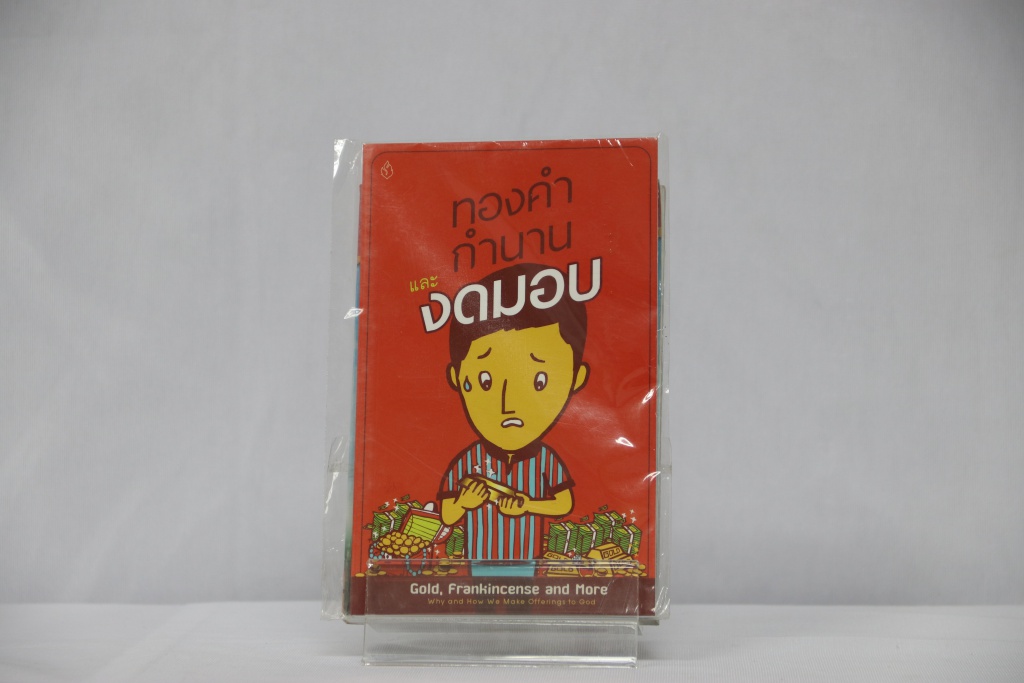 ทองคำ
กำนาน
และ
งดมอบ
GOLD
Gold, Frankincense and More
Why and How We Make Offerings to God